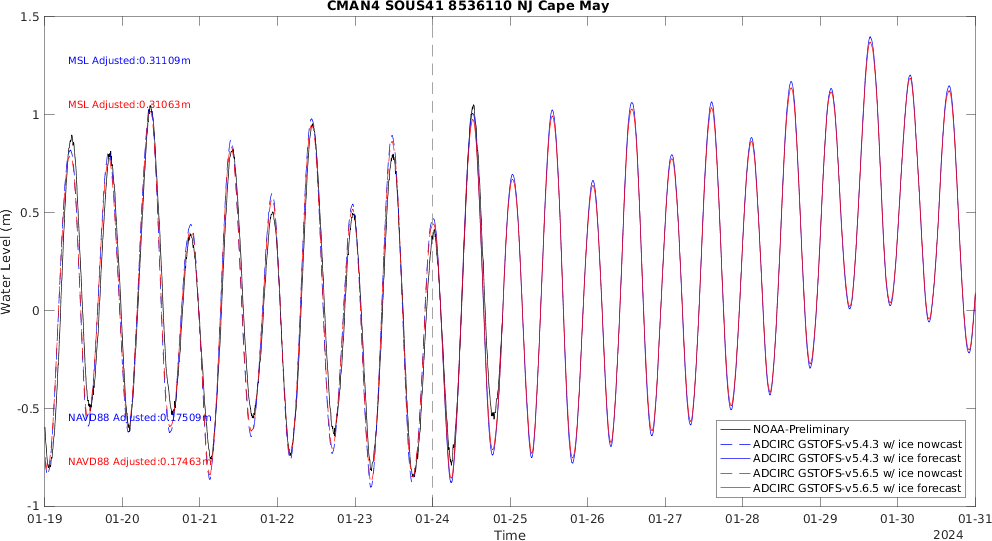 CMAN4 SOUS41 8536110 NJ Cape May
1.5
1
0.5
0
-0.5
-1
Water Level (m)
MSL Adjusted:0.31109m
MSL Adjusted:0.31063m
NAVD88 Adjusted:0.17509m
NAVD88 Adjusted:0.17463m
NOAA-Preliminary
ADCIRC GSTOFS-v5.4.3 w/ ice nowcast
ADCIRC GSTOFS-v5.4.3 w/ ice forecast
ADCIRC GSTOFS-v5.6.5 w/ ice nowcast
ADCIRC GSTOFS-v5.6.5 w/ ice forecast
01-19 01-20 01-21 01-22 01-23 01-24 01-25 01-26 01-27 01-28 01-29 01-30 01-31
Time
2024